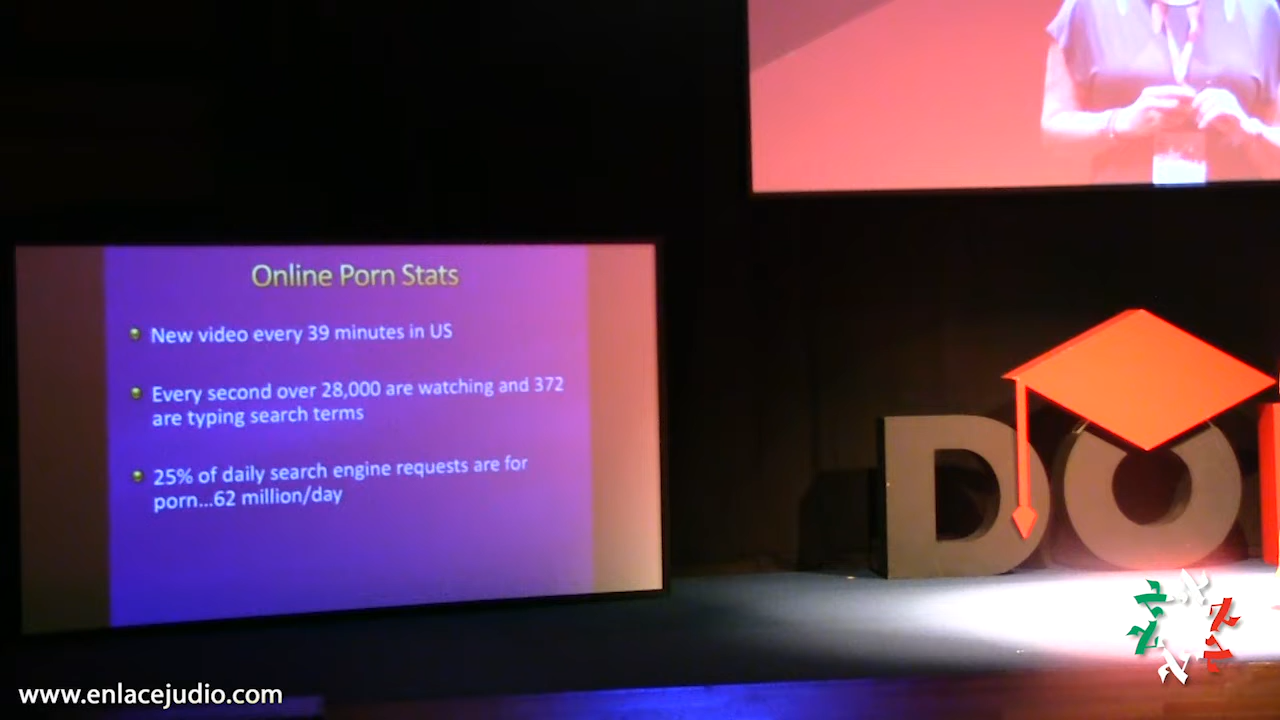 Online Porn Stats
New video every 39 minutes in US
Every second over 28,000 are watching and 372
are typing search terms
25% of daily search engine requests are for
porn...62 million/day
DO
www.enlacejudio.com